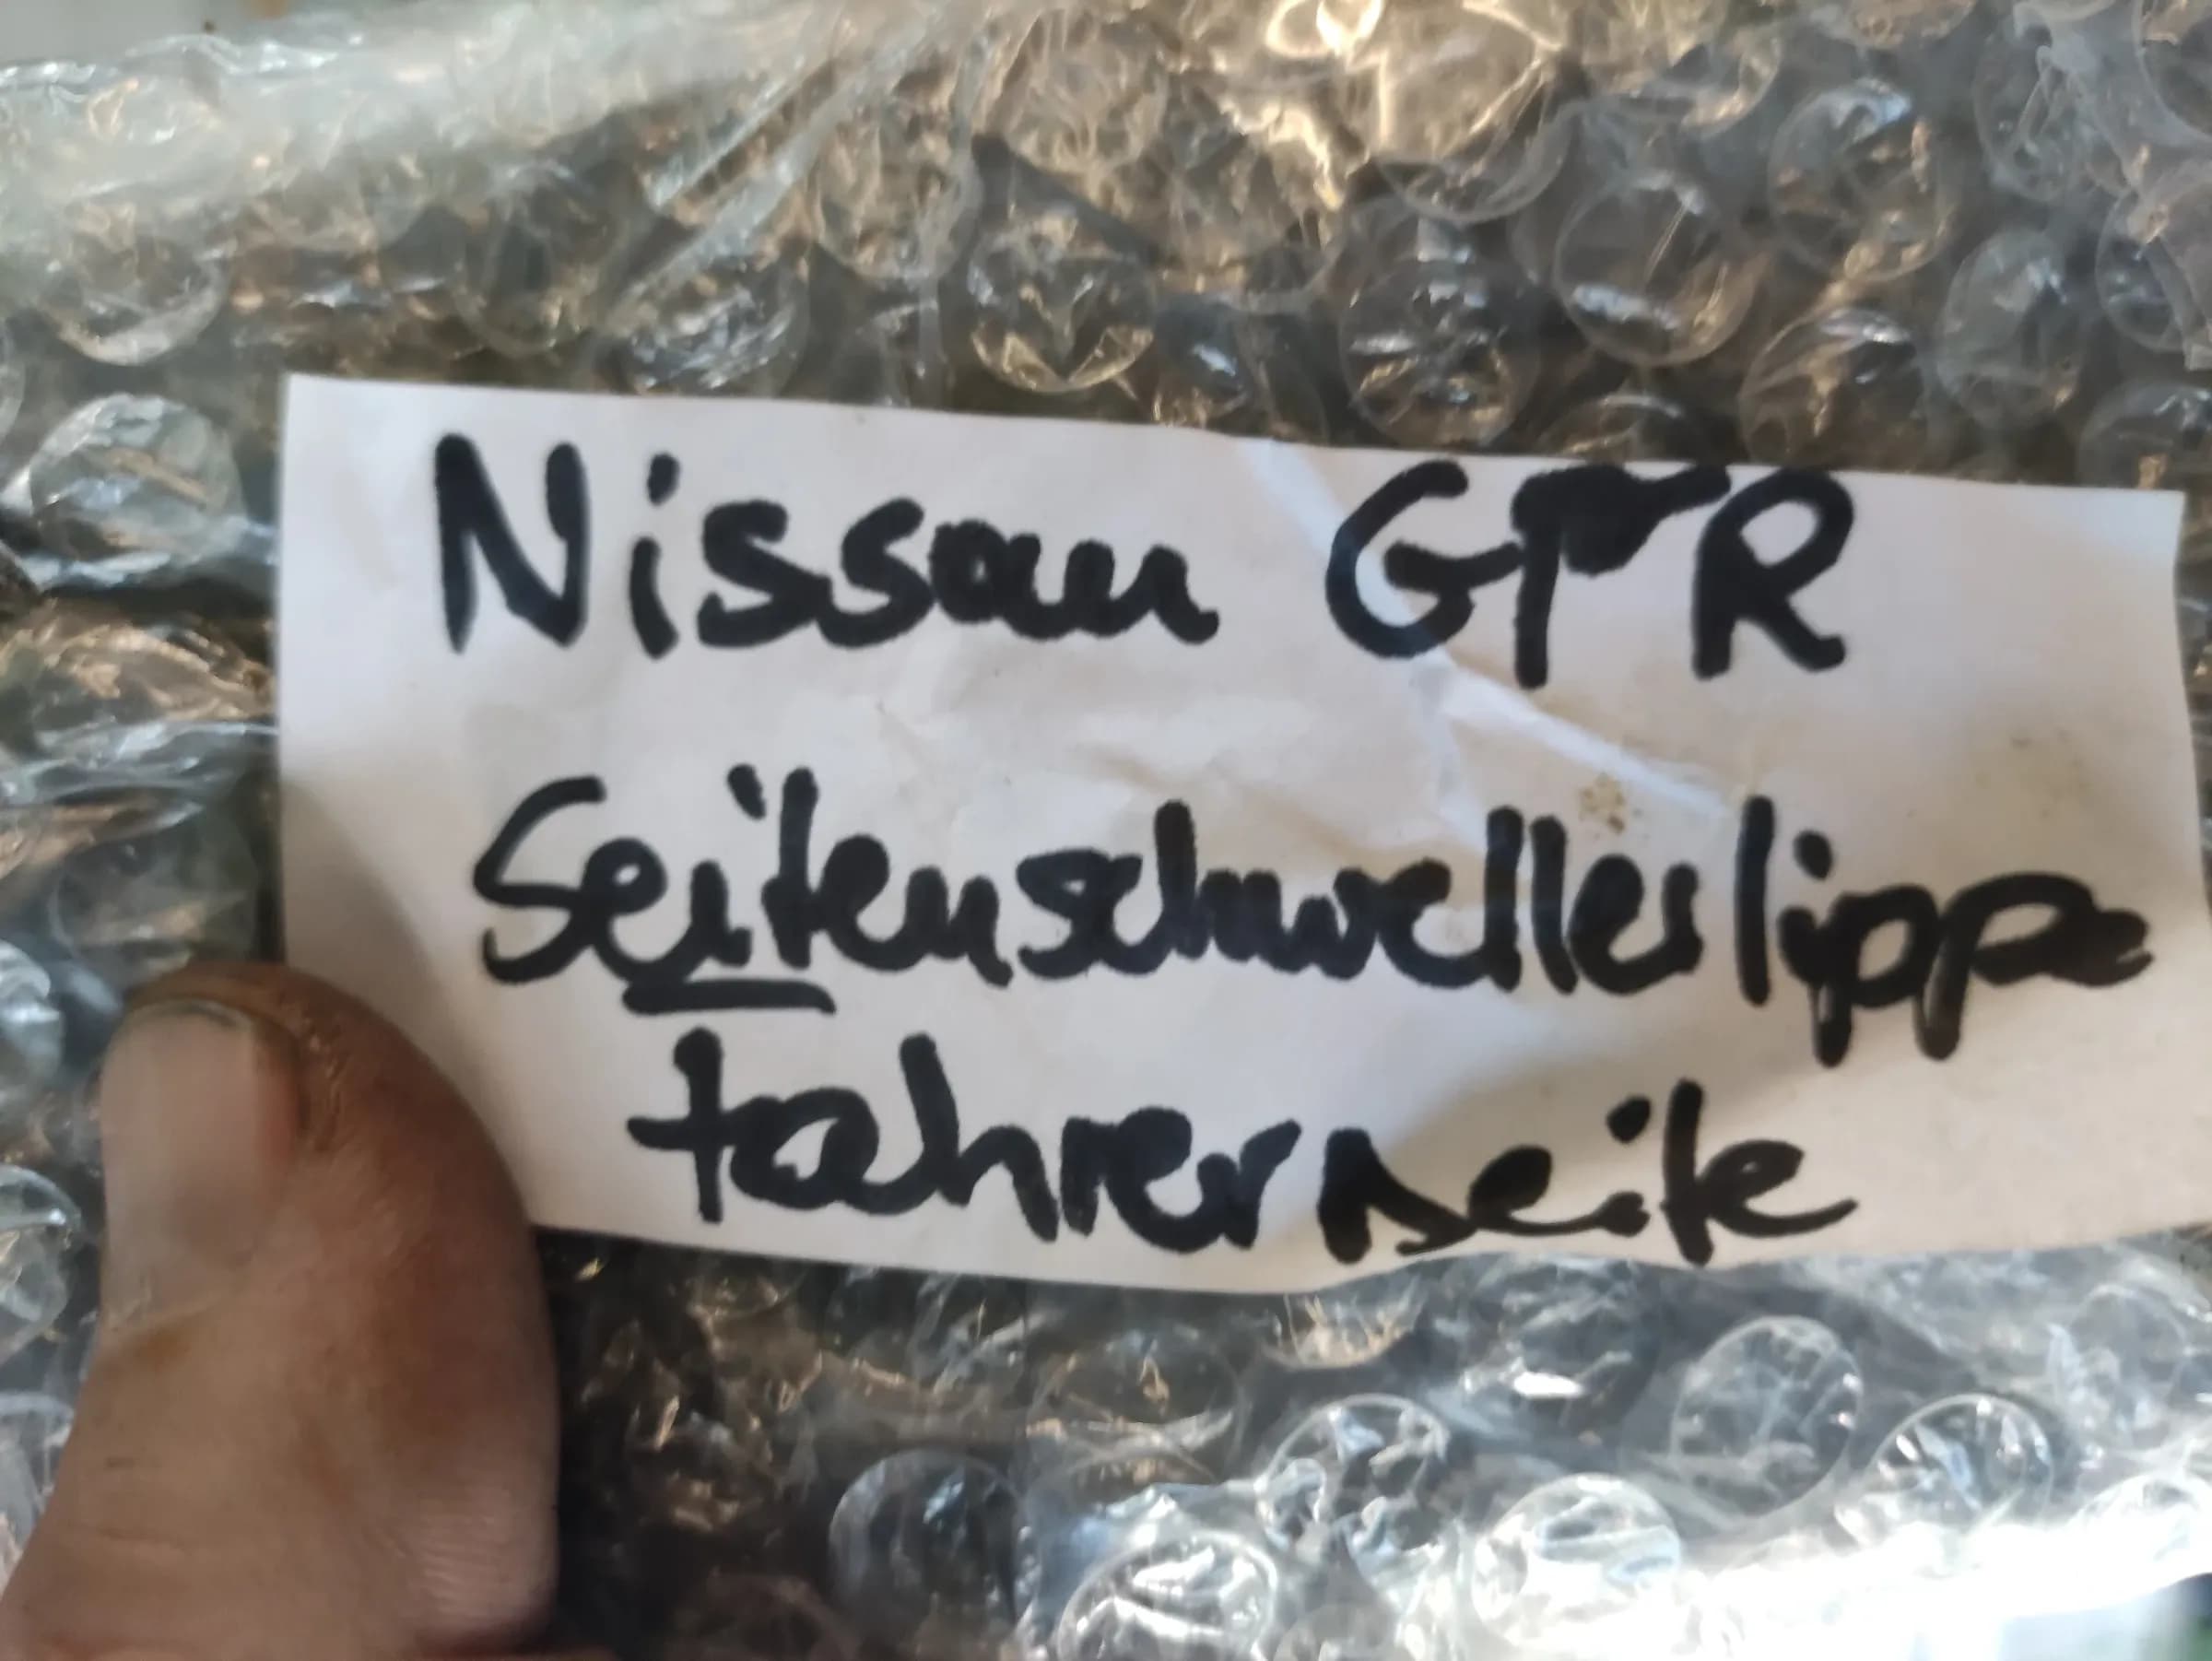 Nissan GTR
Seitenschwellerlippe
Fahrerseite